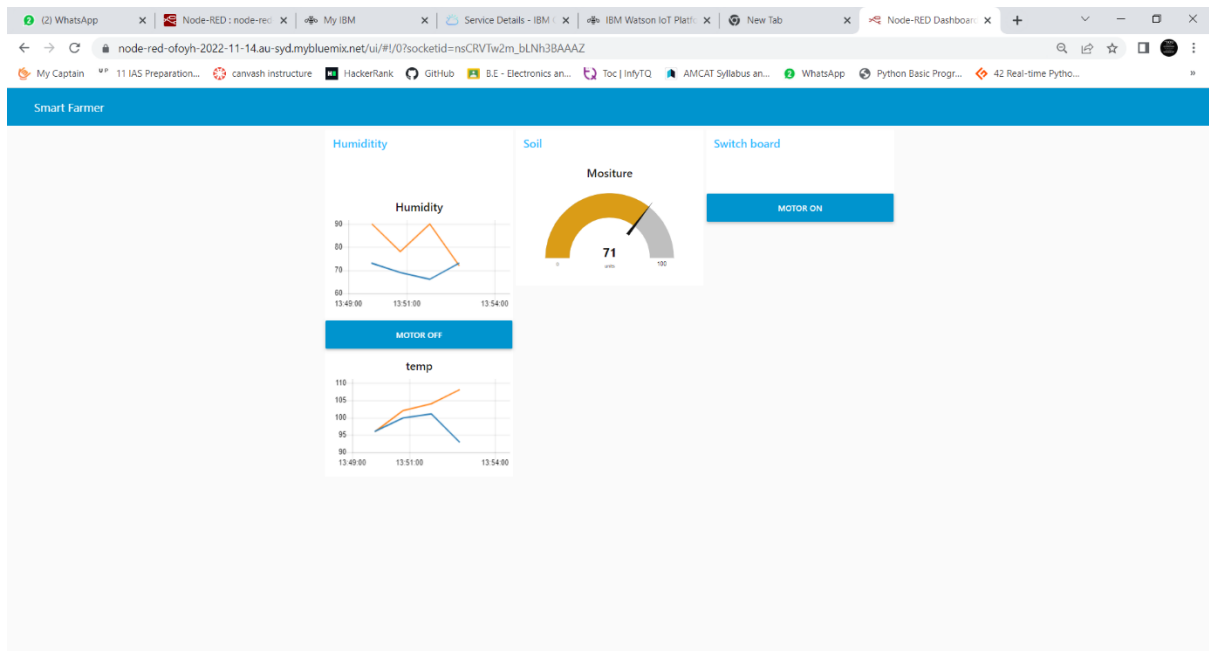 (2) WhatsApp
Node-RED : node-red
My IBM
Service Details - IBM
IBM Watson IoT Platfo
New Tab
Node-RED Dashboard
node-red-ofoyh-2022-11-14.au-syd.mybluemix.net/ui/#!/0?socketid=nsCRVTw2m_bLNh3BAAAZ
My Captain
11 IAS Preparation...
canvash instructure
HackerRank
GitHub
B.E - Electronics an...
Toc | InfyTQ
AMCAT Syllabus an...
WhatsApp
Python Basic Progr...
42 Real-time Pytho...
Smart Farmer
Humiditity
Humidity
90
80
70
60
13:49:00 13:51:00 13:54:00
MOTOR OFF
temp
110
105
100
95
90
13:49:00 13:51:00 13:54:00
Soil
Mositure
71
units
0 100
Switch board
MOTOR ON